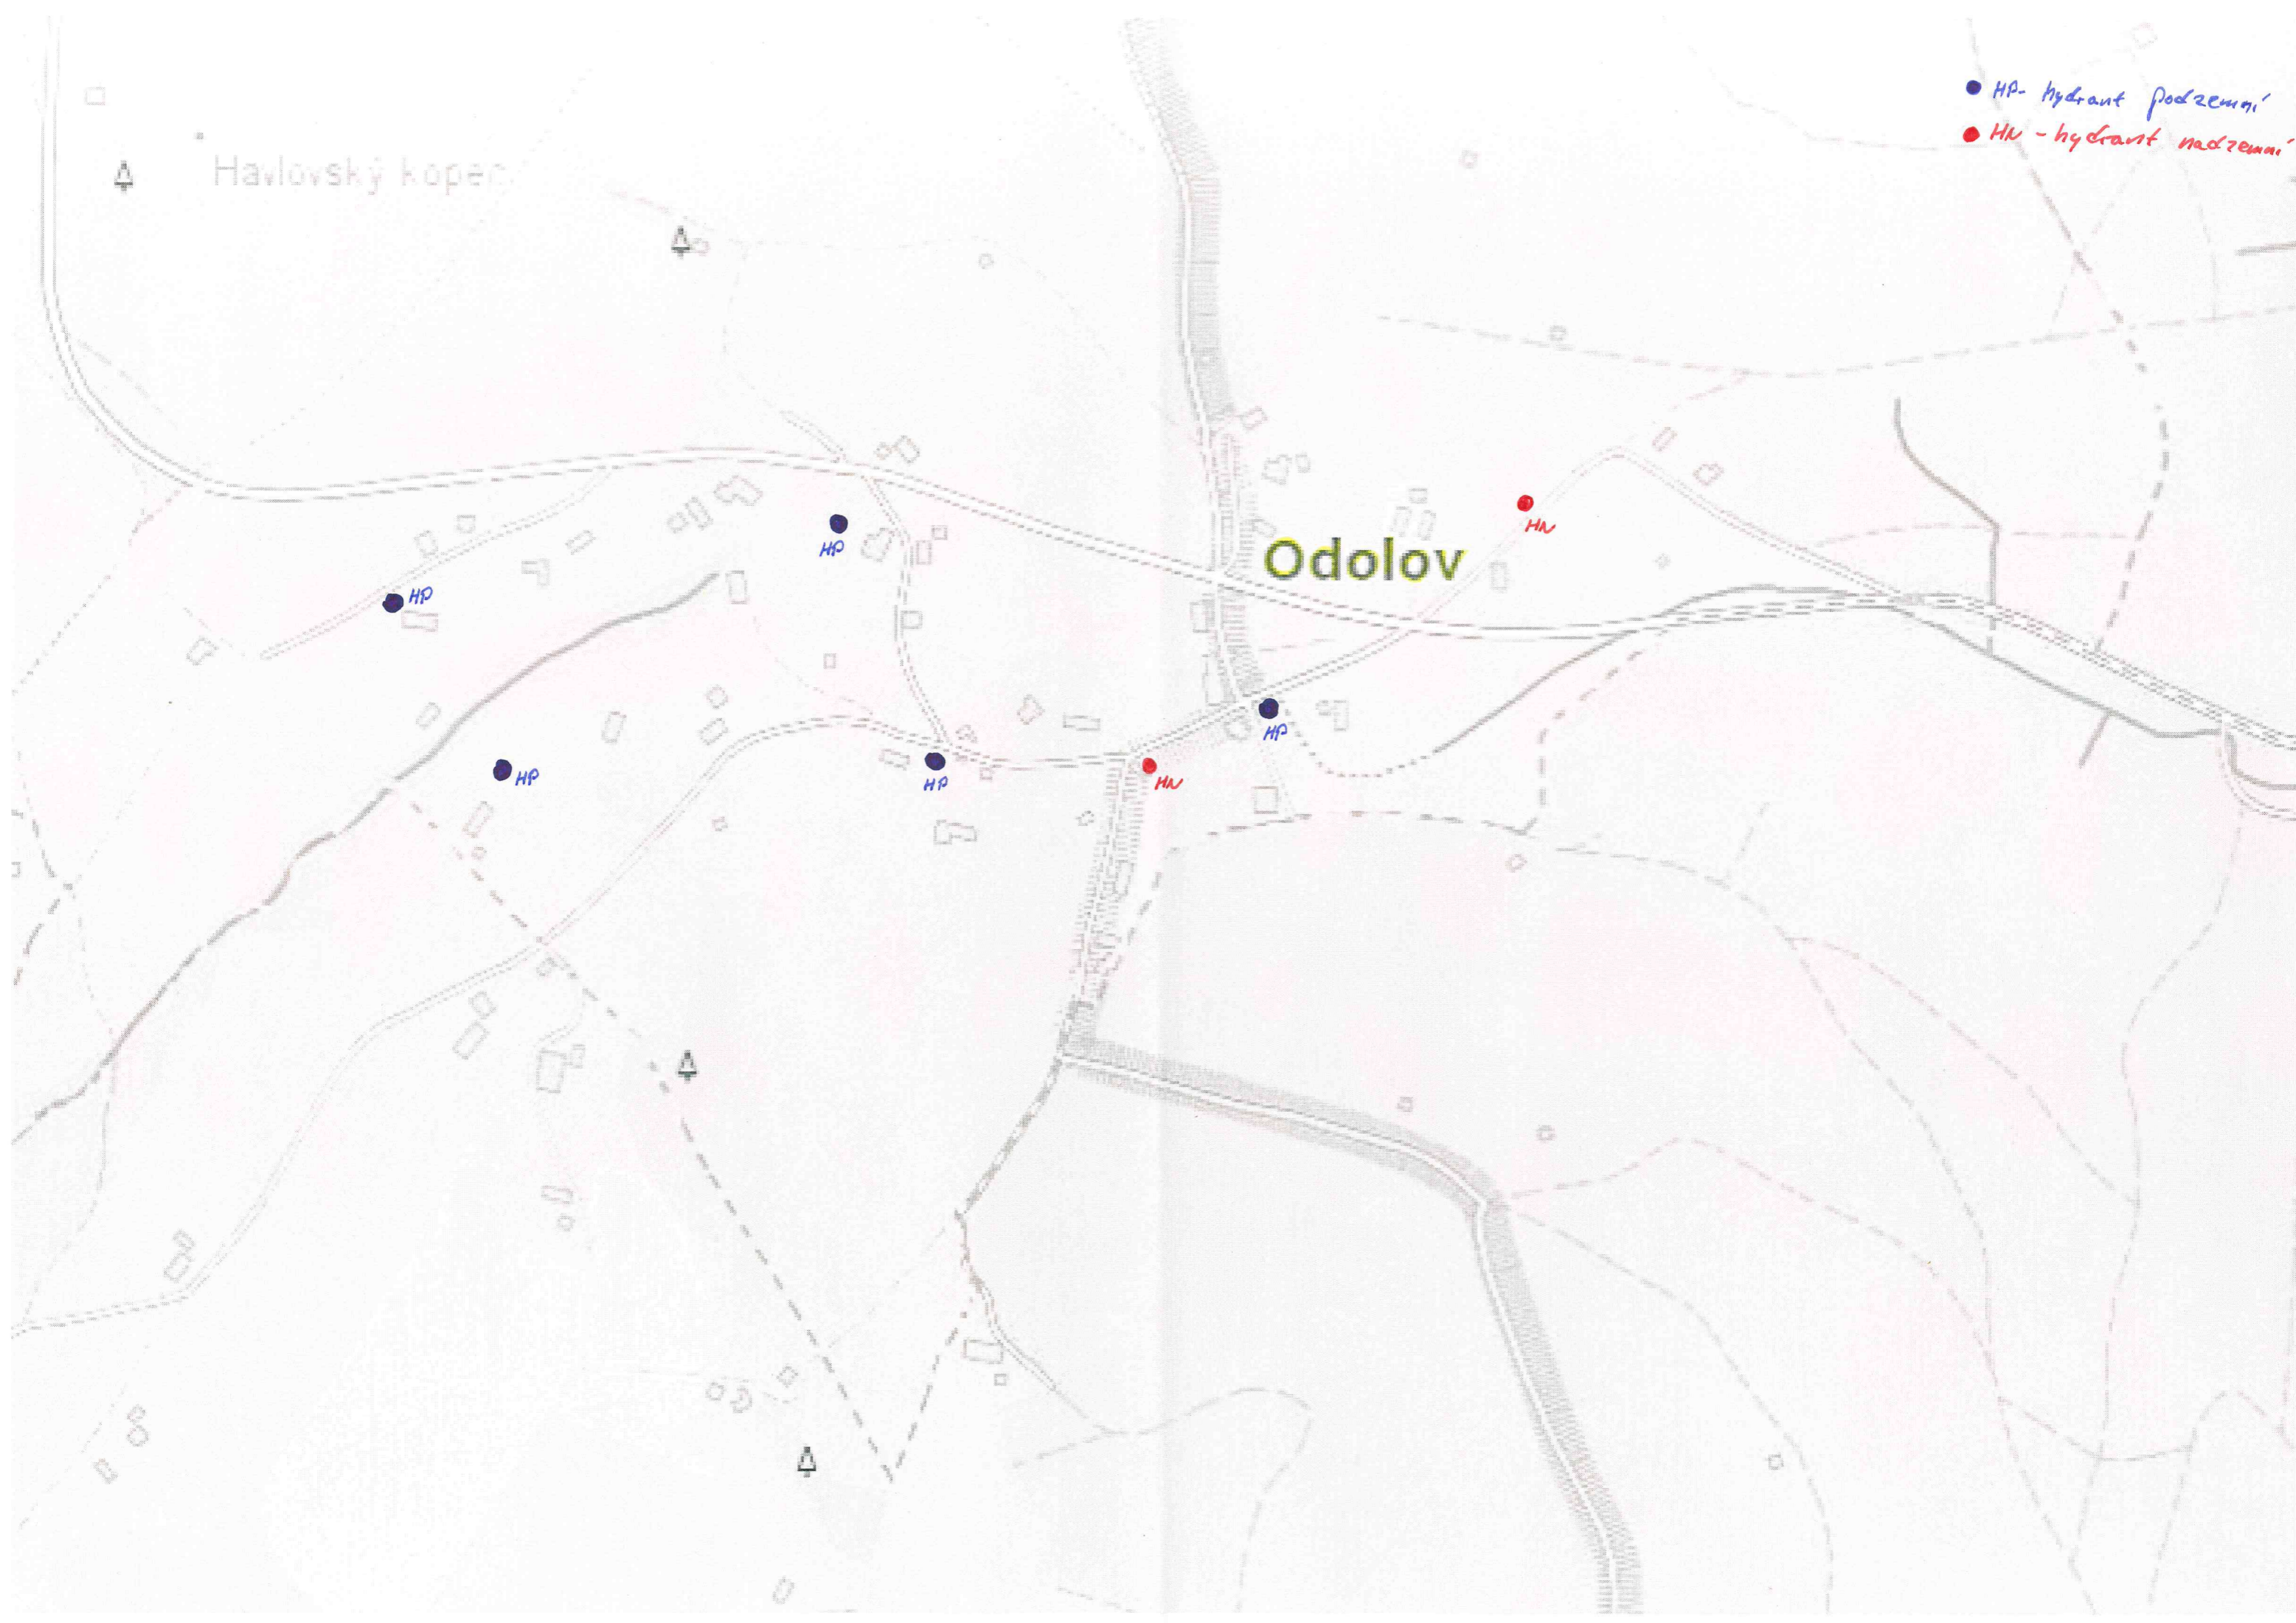 HP- hydrant podzemní
HN - hydrant nadzemní
Havlovský kopec
HN
HP
Odolov
HP
HP
HP
HP
HN